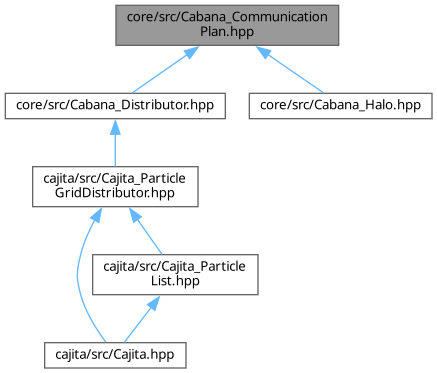 core/src/Cabana_Communication
Plan.hpp
core/src/Cabana_Distributor.hpp
core/src/Cabana_Halo.hpp
cajita/src/Cajita_Particle
GridDistributor.hpp
cajita/src/Cajita_Particle
List.hpp
cajita/src/Cajita.hpp